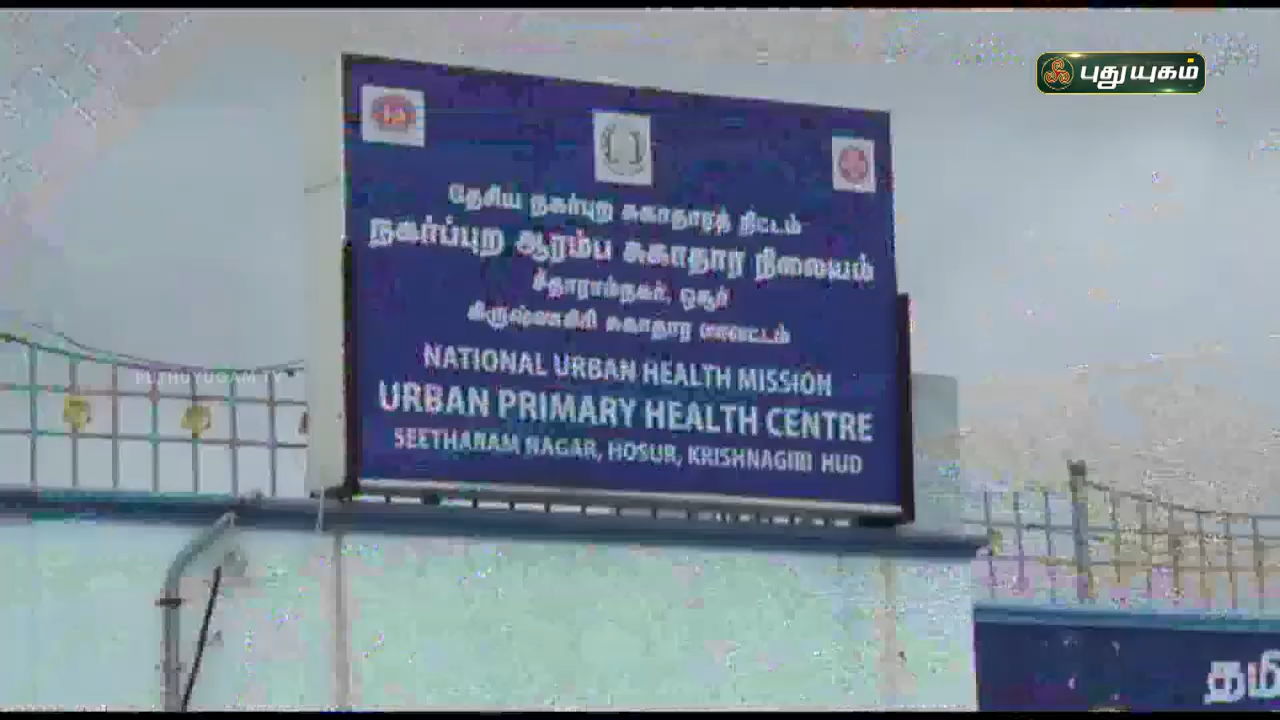 புதுயுகம்
தேசிய நகர்புற சுகாதாரத் திட்டம்
நகர்ப்புற ஆரம்ப சுகாதார நிலையம்
சீதாராம்நகர், ஓசூர்
கிருஷ்ணகிரி சுகாதார மாவட்டம்
NATIONAL URBAN HEALTH MISSION
URBAN PRIMARY HEALTH CENTRE
SEETHARAM NAGAR, HOSUR, KRISHNAGIRI HUD
PUTHUYUGAM TV
தமி